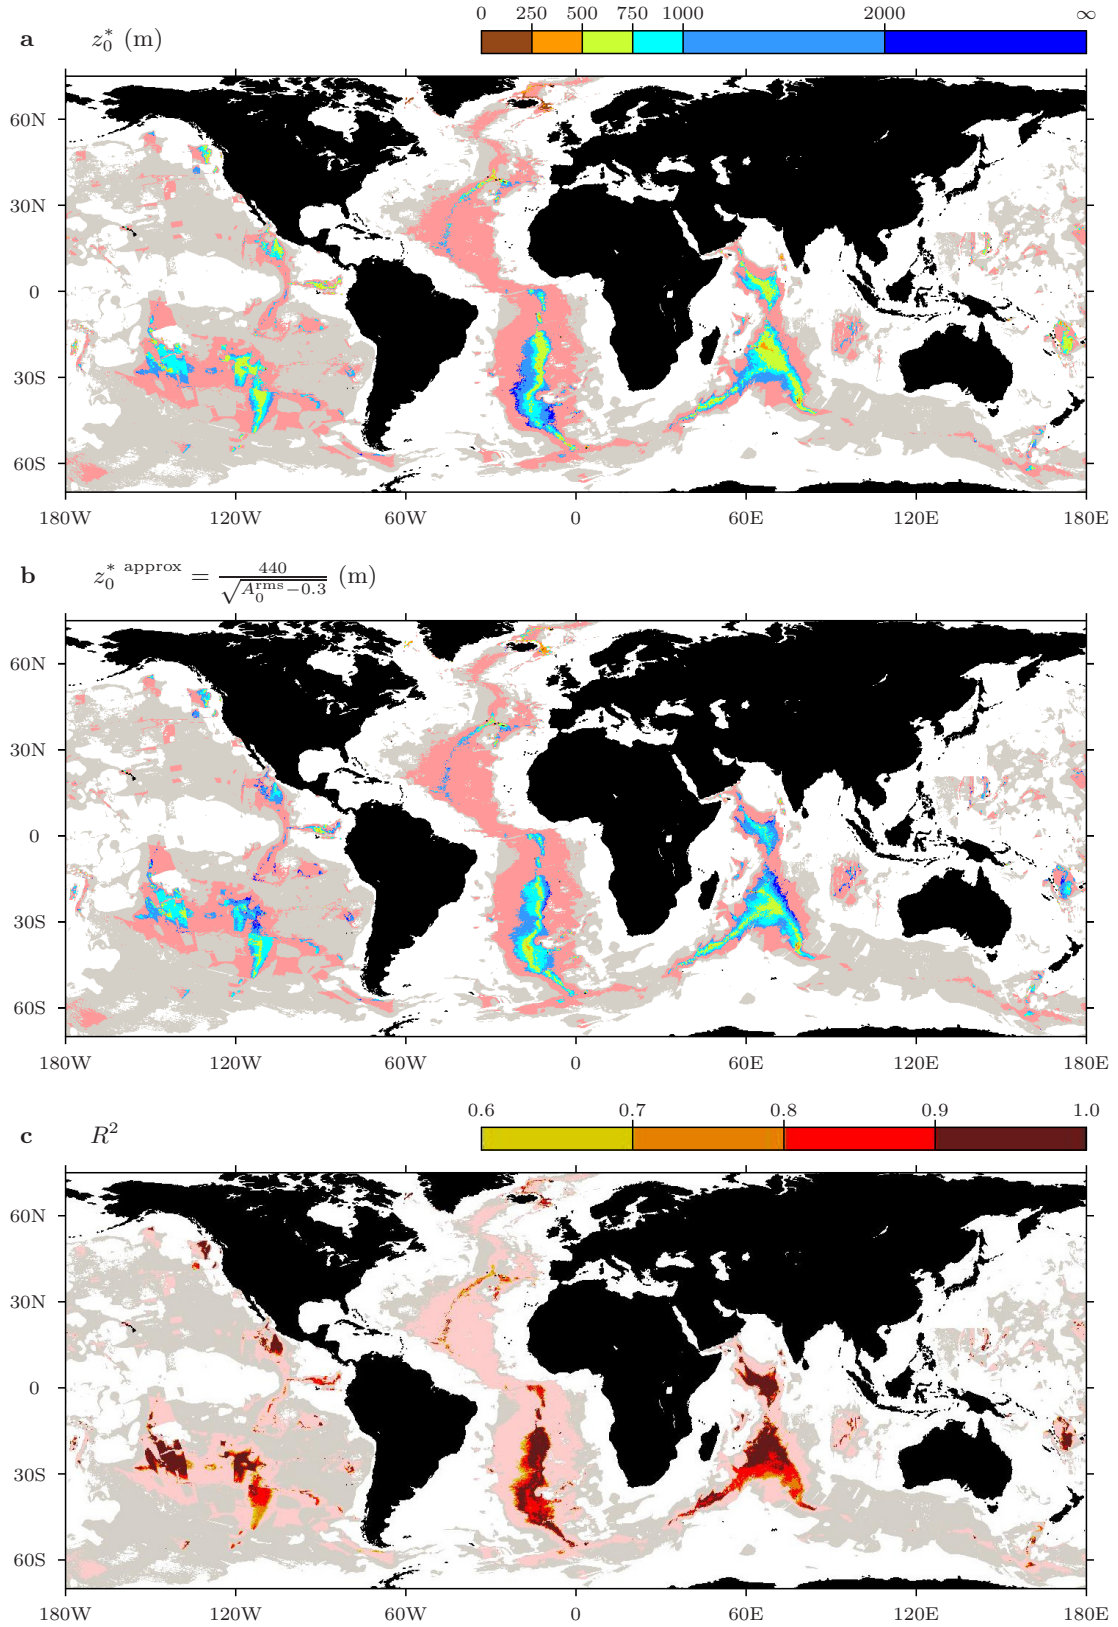 0 250 500 750 1000 2000 ∞
a z₀* (m)
60N
30N
0
30S
60S
180W 120W 60W 0 60E 120E 180E
b z₀* ᵃᵖᵖʳᵒˣ = 440 / √(A₀ʳᵐˢ−0.3) (m)
60N
30N
0
30S
60S
180W 120W 60W 0 60E 120E 180E
0.6 0.7 0.8 0.9 1.0
c R²
60N
30N
0
30S
60S
180W 120W 60W 0 60E 120E 180E